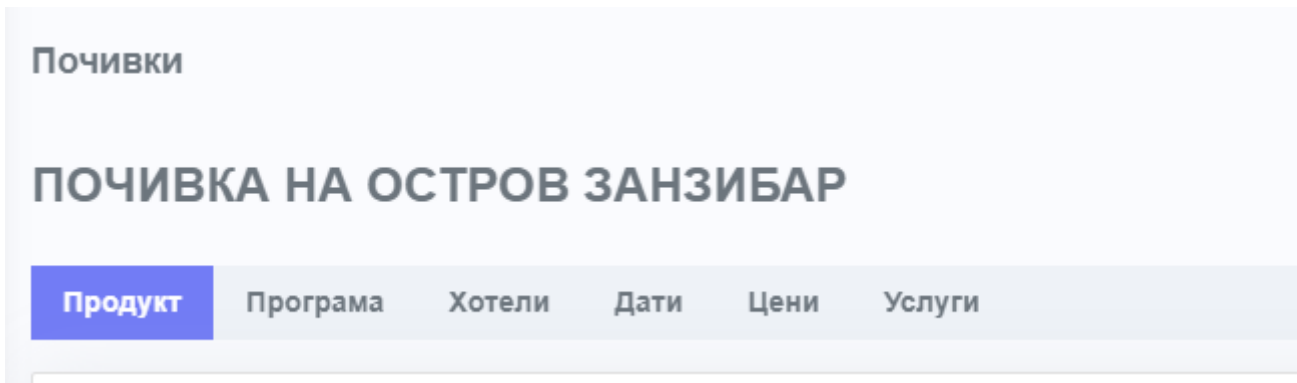 Почивки
ПОЧИВКА НА ОСТРОВ ЗАНЗИБАР
Продукт Програма Хотели Дати Цени Услуги